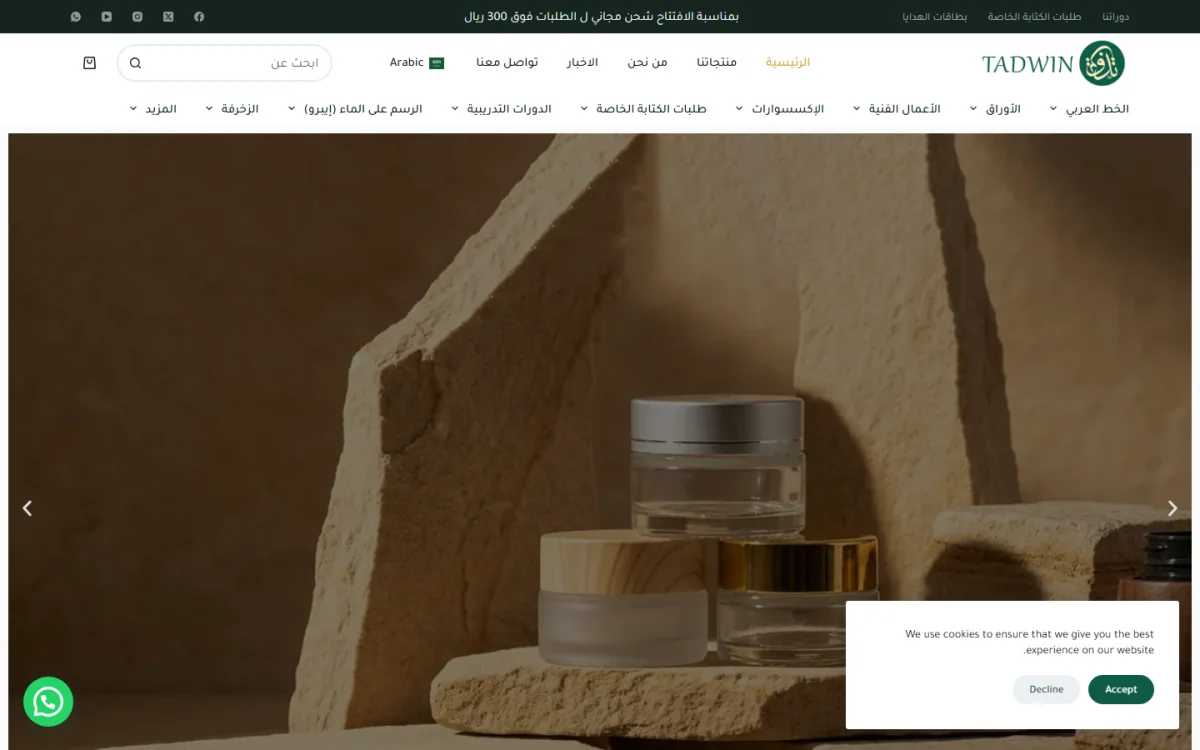 دوراتنا
طلبات الكتابة الخاصة
بطاقات الهدايا
بمناسبة الافتتاح شحن مجاني ل الطلبات فوق 300 ريال
TADWIN
الرئيسية
منتجاتنا
من نحن
الاخبار
تواصل معنا
Arabic
ابحث عن
الخط العربي
الأوراق
الأعمال الفنية
الإكسسوارات
طلبات الكتابة الخاصة
الدورات التدريبية
الرسم على الماء (إيبرو)
الزخرفة
المزيد
We use cookies to ensure that we give you the best
.experience on our website
Accept
Decline